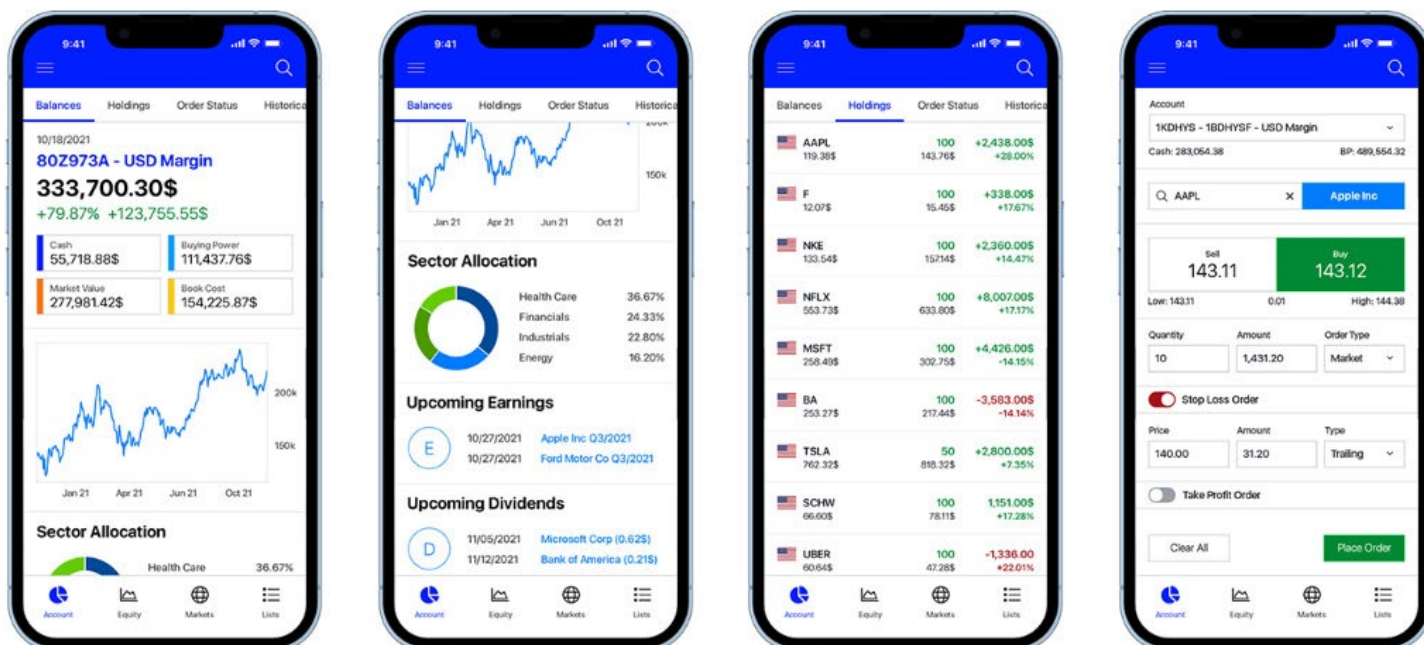 9:41
Balances Holdings Order Status Historica
10/18/2021
80Z973A - USD Margin
333,700.30$
+79.87% +123,755.55$
Cash Buying Power
55,718.88$ 111,437.76$
Market Value Book Cost
277,981.42$ 154,225.87$
200k
150k
Jan 21 Apr 21 Jun 21 Oct 21
Sector Allocation
Health Care 36.67%
Account Equity Markets Lists
9:41
Balances Holdings Order Status Historica
200k
150k
Jan 21 Apr 21 Jun 21 Oct 21
Sector Allocation
Health Care 36.67%
Financials 24.33%
Industrials 22.80%
Energy 16.20%
Upcoming Earnings
E
10/27/2021 Apple Inc Q3/2021
10/27/2021 Ford Motor Co Q3/2021
Upcoming Dividends
D
11/05/2021 Microsoft Corp (0.62$)
11/12/2021 Bank of America (0.21$)
Account Equity Markets Lists
9:41
Balances Holdings Order Status Historica
AAPL 100 +2,438.00$
119.38$ 143.76$ +28.00%
F 100 +338.00$
12.07$ 15.45$ +17.67%
NKE 100 +2,360.00$
133.54$ 157.14$ +14.47%
NFLX 100 +8,007.00$
553.73$ 633.80$ +17.17%
MSFT 100 +4,426.00$
258.49$ 302.75$ -14.15%
BA 100 -3,583.00$
253.27$ 217.44$ -14.14%
TSLA 50 +2,800.00$
762.32$ 818.32$ +7.35%
SCHW 100 1,151.00$
66.60$ 78.11$ +17.28%
UBER 100 -1,336.00
60.64$ 47.28$ +22.01%
Account Equity Markets Lists
9:41
Account
1KDHYS - 1BDHYSF - USD Margin
Cash: 283,054.38 BP: 489,554.32
AAPL X Apple Inc
Sell Buy
143.11 143.12
Low: 143.11 0.01 High: 144.38
Quantity Amount Order Type
10 1,431.20 Market
Stop Loss Order
Price Amount Type
140.00 31.20 Trailing
Take Profit Order
Clear All Place Order
Account Equity Markets Lists